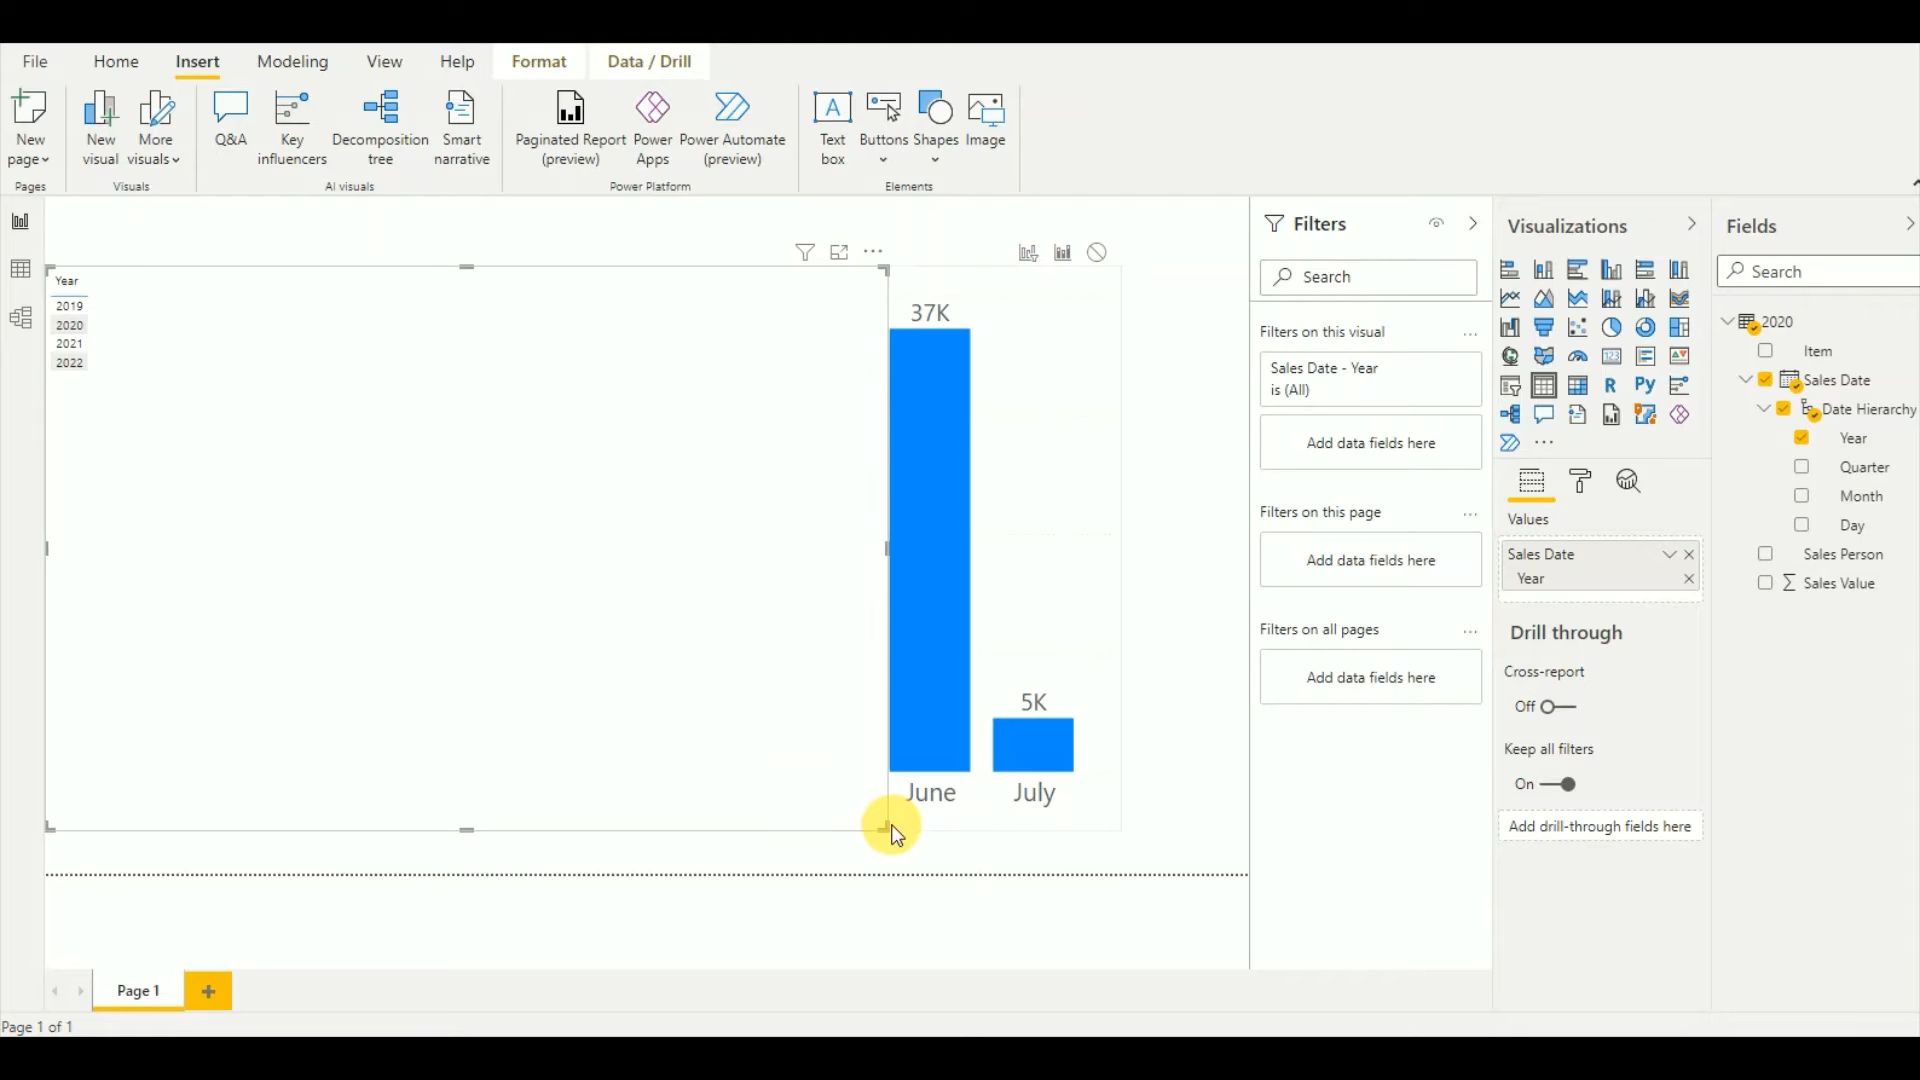 File Home Insert Modeling View Help Format Data / Drill
New page
New visual
More visuals
Q&A
Key influencers
Decomposition tree
Smart narrative
Paginated Report (preview)
Power Apps
Power Automate (preview)
Text box
Buttons
Shapes
Image
Pages
Visuals
AI visuals
Power Platform
Elements
Year
2019
2020
2021
2022
37K
5K
June
July
Filters
Search
Filters on this visual
Sales Date - Year
is (All)
Add data fields here
Filters on this page
Add data fields here
Filters on all pages
Add data fields here
Visualizations
123
R
Py
Values
Sales Date
Year
Drill through
Cross-report
Off
Keep all filters
On
Add drill-through fields here
Fields
Search
2020
Item
Sales Date
Date Hierarchy
Year
Quarter
Month
Day
Sales Person
Sales Value
Page 1
Page 1 of 1